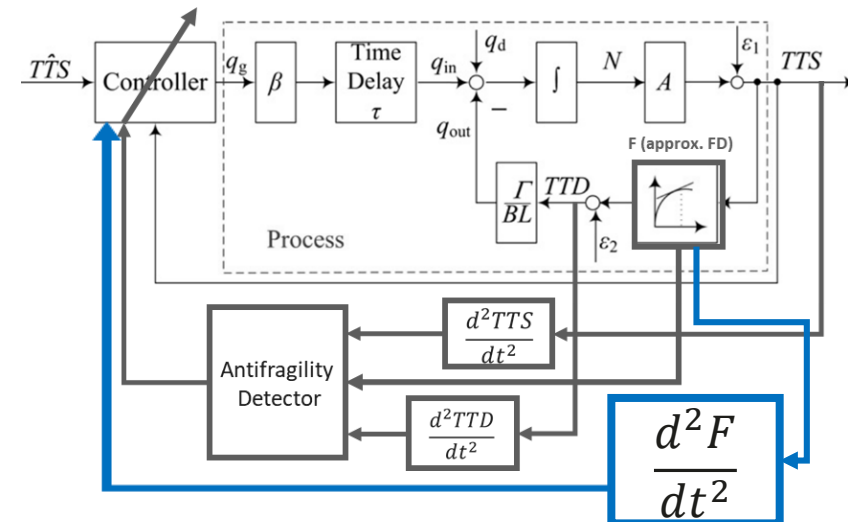 T\hat{T}S
Controller
q_g
β
Time
Delay
τ
q_in
q_d
−
∫
N
A
ε_1
TTS
q_out
F (approx. FD)
Γ
BL
TTD
ε_2
Process
d²TTS
dt²
Antifragility
Detector
d²TTD
dt²
d²F
dt²